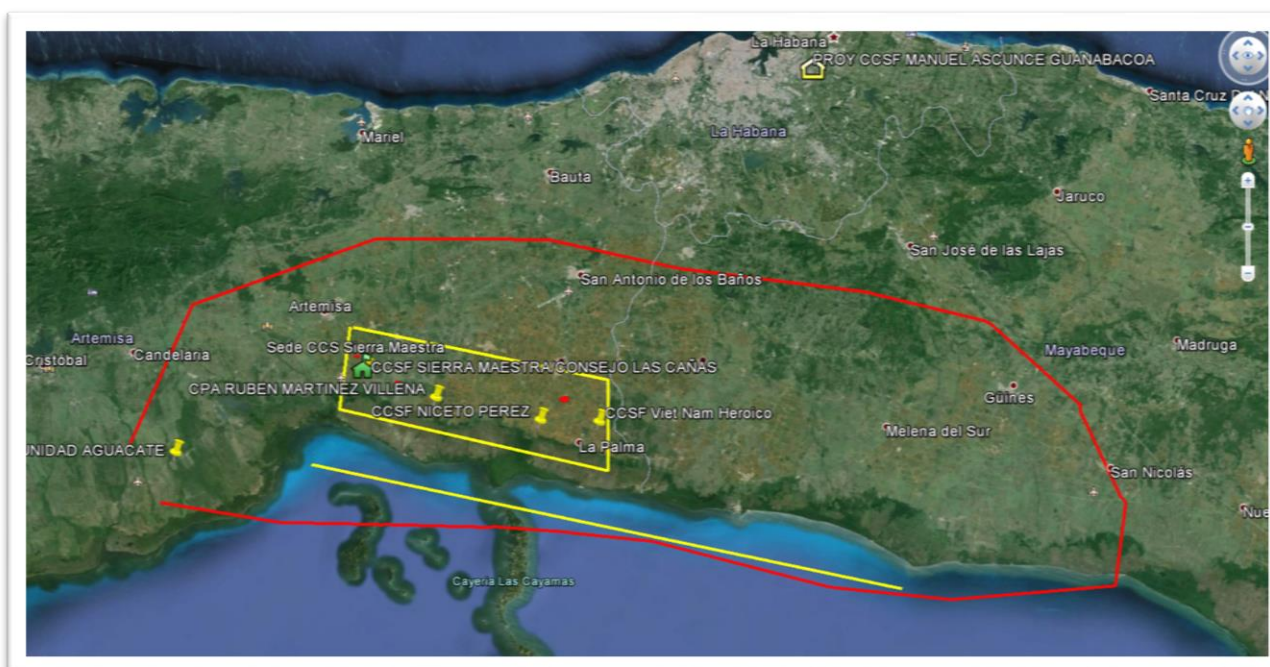 La Habana
PROY CCSF MANUEL ASCUNCE GUANABACOA
Santa Cruz
Mariel
La Habana
Bauta
Jaruco
San José de las Lajas
San Antonio de los Baños
Artemisa
Artemisa
Candelaria
Cristóbal
Sede CCS Sierra Maestra
Mayabeque
Madruga
CCSF SIERRA MAESTRA CONSEJO LAS CAÑAS
CPA RUBEN MARTINEZ VILLENA
Güines
CCSF NICETO PEREZ
CCSF Viet Nam Heroico
Melena del Sur
UNIDAD AGUACATE
La Palma
San Nicolás
Nue
Cayería Las Cayamas